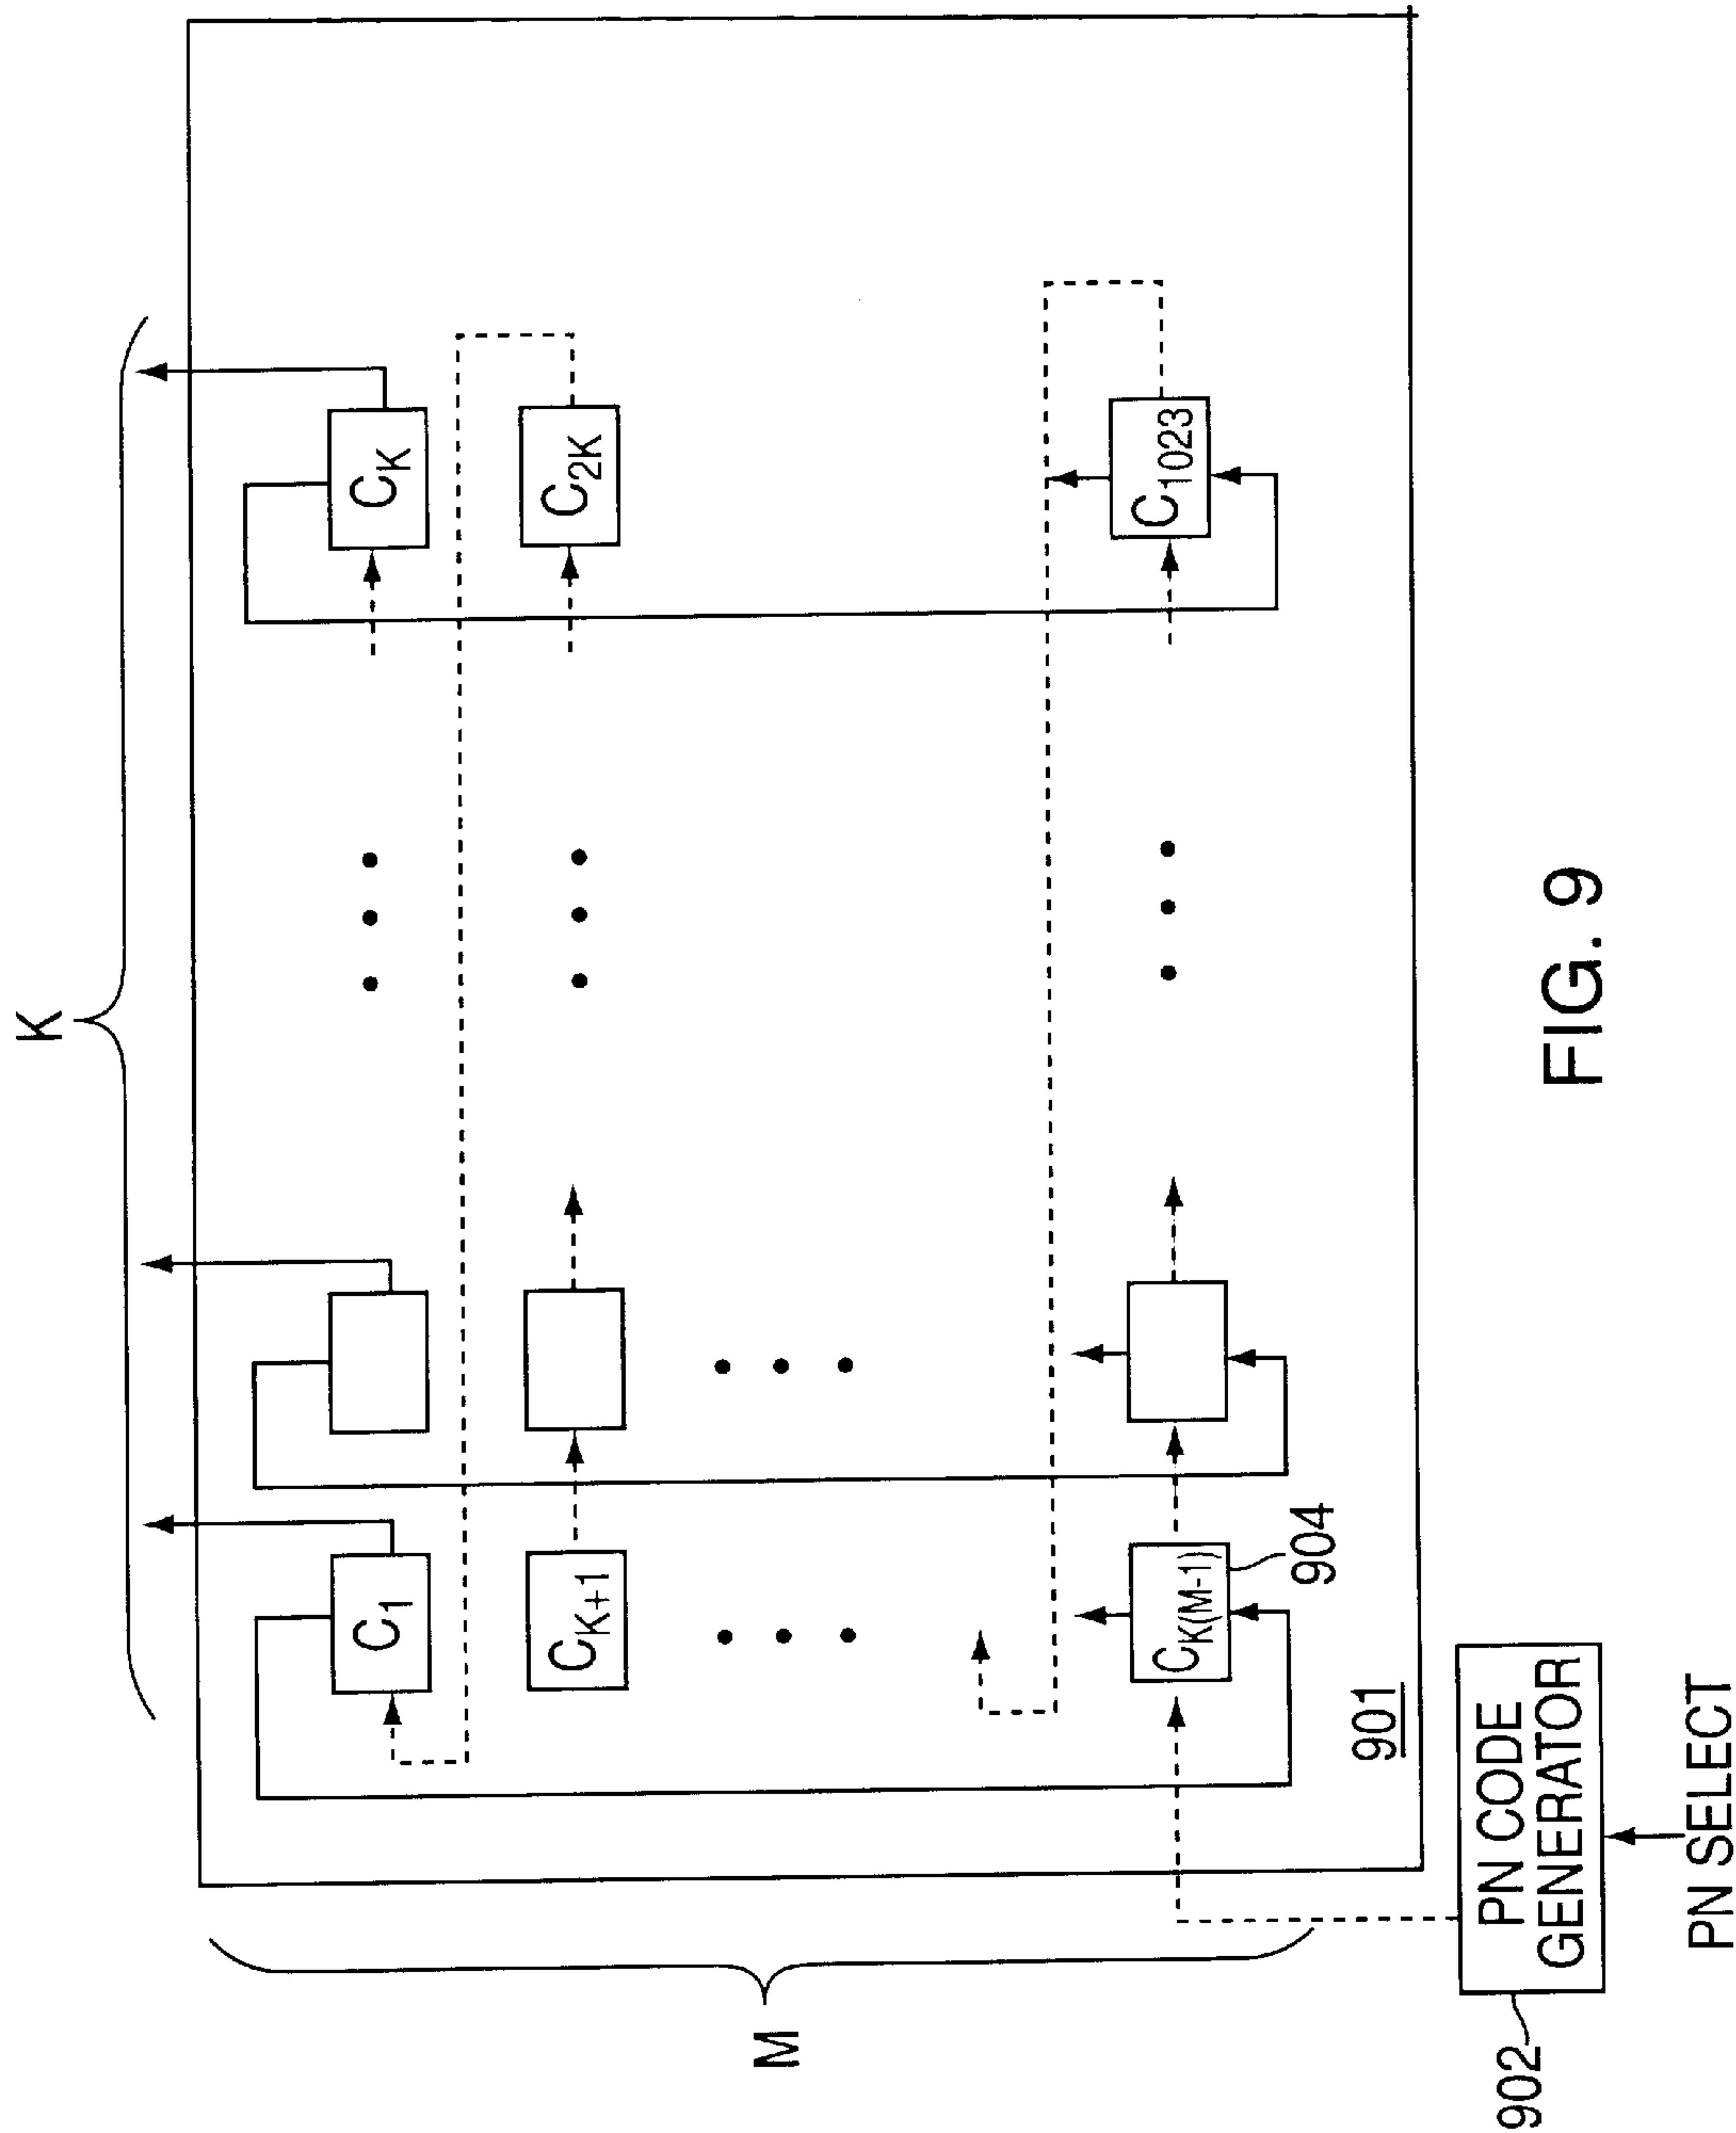 K
C1
CK
CK+1
C2K
M
CK(M-1)
C1023
904
901
902
PN CODE
GENERATOR
PN SELECT
FIG. 9